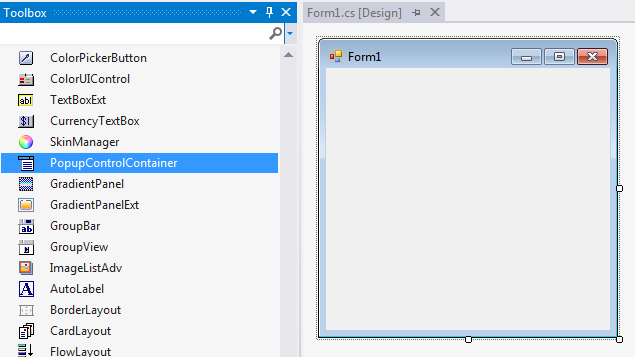 Toolbox
Form1.cs [Design]
Form1
ColorPickerButton
ColorUIControl
TextBoxExt
CurrencyTextBox
SkinManager
PopupControlContainer
GradientPanel
GradientPanelExt
GroupBar
GroupView
ImageListAdv
AutoLabel
BorderLayout
CardLayout
FlowLayout